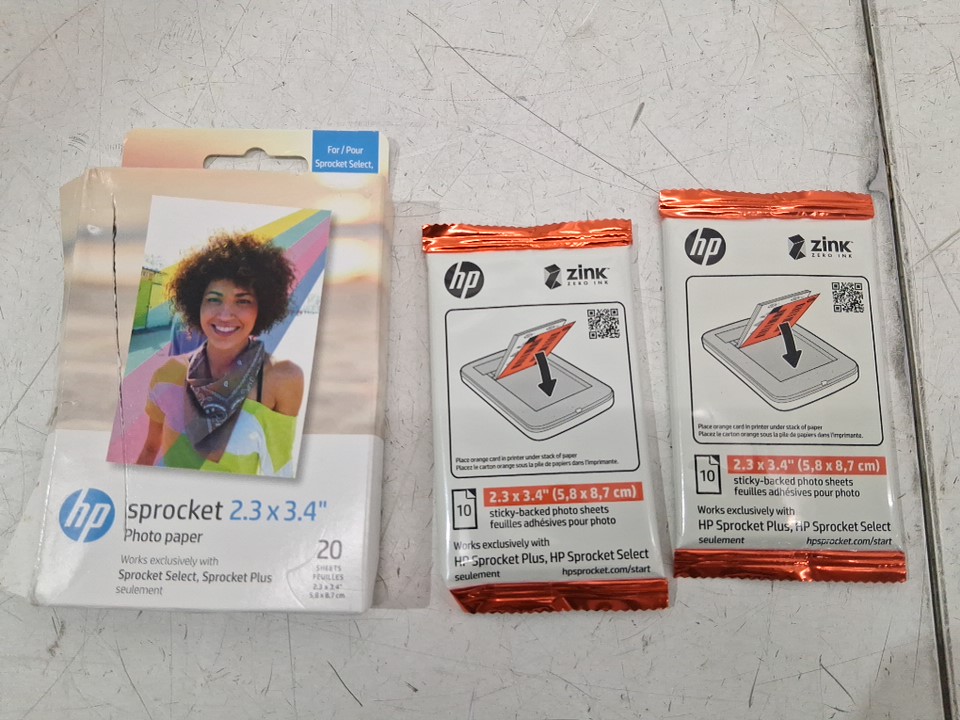 For / Pour
Sprocket Select,
hp
sprocket 2.3 x 3.4"
Photo paper
Works exclusively with
Sprocket Select, Sprocket Plus
seulement
20
SHEETS
FEUILLES
2.3 x 3.4"
5,8 x 8,7 cm
hp
zink™
ZERO INK
Place orange card in printer under stack of paper
Placez le carton orange sous la pile de papiers dans l'imprimante.
10
2.3 x 3.4" (5,8 x 8,7 cm)
sticky-backed photo sheets
feuilles adhésives pour photo
Works exclusively with
HP Sprocket Plus, HP Sprocket Select
seulement
hpsprocket.com/start
hp
zink™
ZERO INK
Place orange card in printer under stack of paper
Placez le carton orange sous la pile de papiers dans l'imprimante.
10
2.3 x 3.4" (5,8 x 8,7 cm)
sticky-backed photo sheets
feuilles adhésives pour photo
Works exclusively with
HP Sprocket Plus, HP Sprocket Select
seulement
hpsprocket.com/start